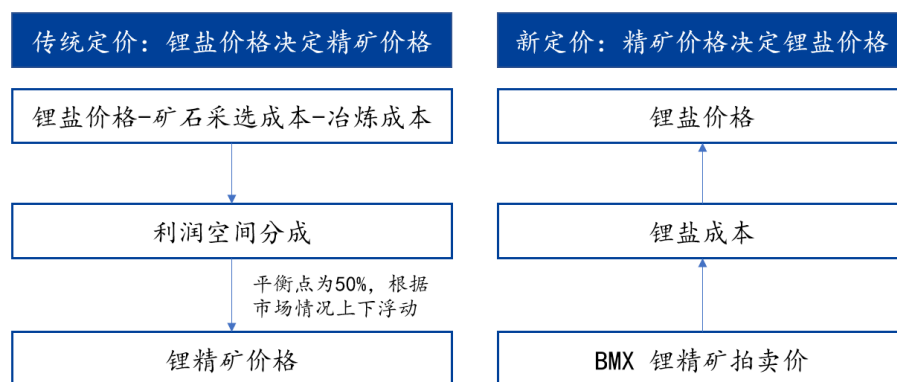 传统定价：锂盐价格决定精矿价格
锂盐价格-矿石采选成本-冶炼成本
利润空间分成
平衡点为50%，根据
市场情况上下浮动
锂精矿价格
新定价：精矿价格决定锂盐价格
锂盐价格
锂盐成本
BMX 锂精矿拍卖价